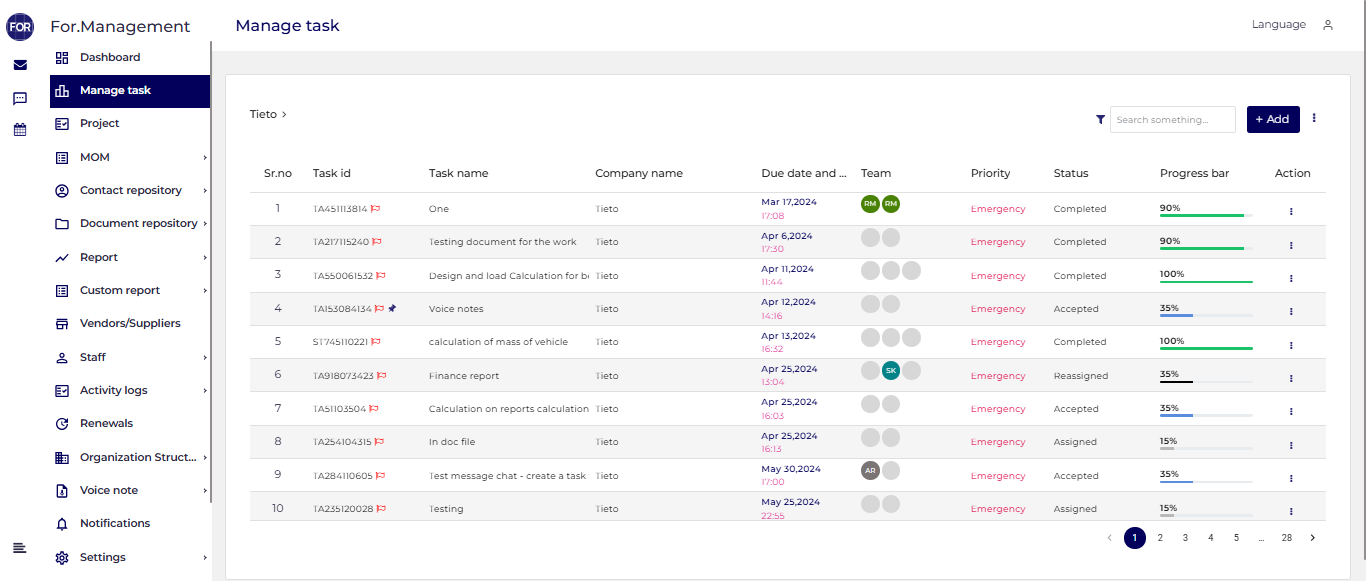 FOR For.Management
Manage task
Language
Dashboard
Manage task
Project
MOM
Contact repository
Document repository
Report
Custom report
Vendors/Suppliers
Staff
Activity logs
Renewals
Organization Struct...
Voice note
Notifications
Settings
Tieto >
Search something...
+ Add
Sr.no Task id Task name Company name Due date and ... Team Priority Status Progress bar Action
1 TA451113814 One Tieto Mar 17,2024 17:08 RM RM Emergency Completed 90%
2 TA217115240 Testing document for the work Tieto Apr 6,2024 17:30 Emergency Completed 90%
3 TA550061532 Design and load Calculation for be Tieto Apr 11,2024 11:44 Emergency Completed 100%
4 TA153084134 Voice notes Tieto Apr 12,2024 14:16 Emergency Accepted 35%
5 ST745110221 calculation of mass of vehicle Tieto Apr 13,2024 16:32 Emergency Completed 100%
6 TA918073423 Finance report Tieto Apr 25,2024 13:04 SK Emergency Reassigned 35%
7 TA51103504 Calculation on reports calculation Tieto Apr 25,2024 16:03 Emergency Accepted 35%
8 TA254104315 In doc file Tieto Apr 25,2024 16:13 Emergency Assigned 15%
9 TA284110605 Test message chat - create a task Tieto May 30,2024 17:00 AR Emergency Accepted 35%
10 TA235120028 Testing Tieto May 25,2024 22:55 Emergency Assigned 15%
< 1 2 3 4 5 ... 28 >